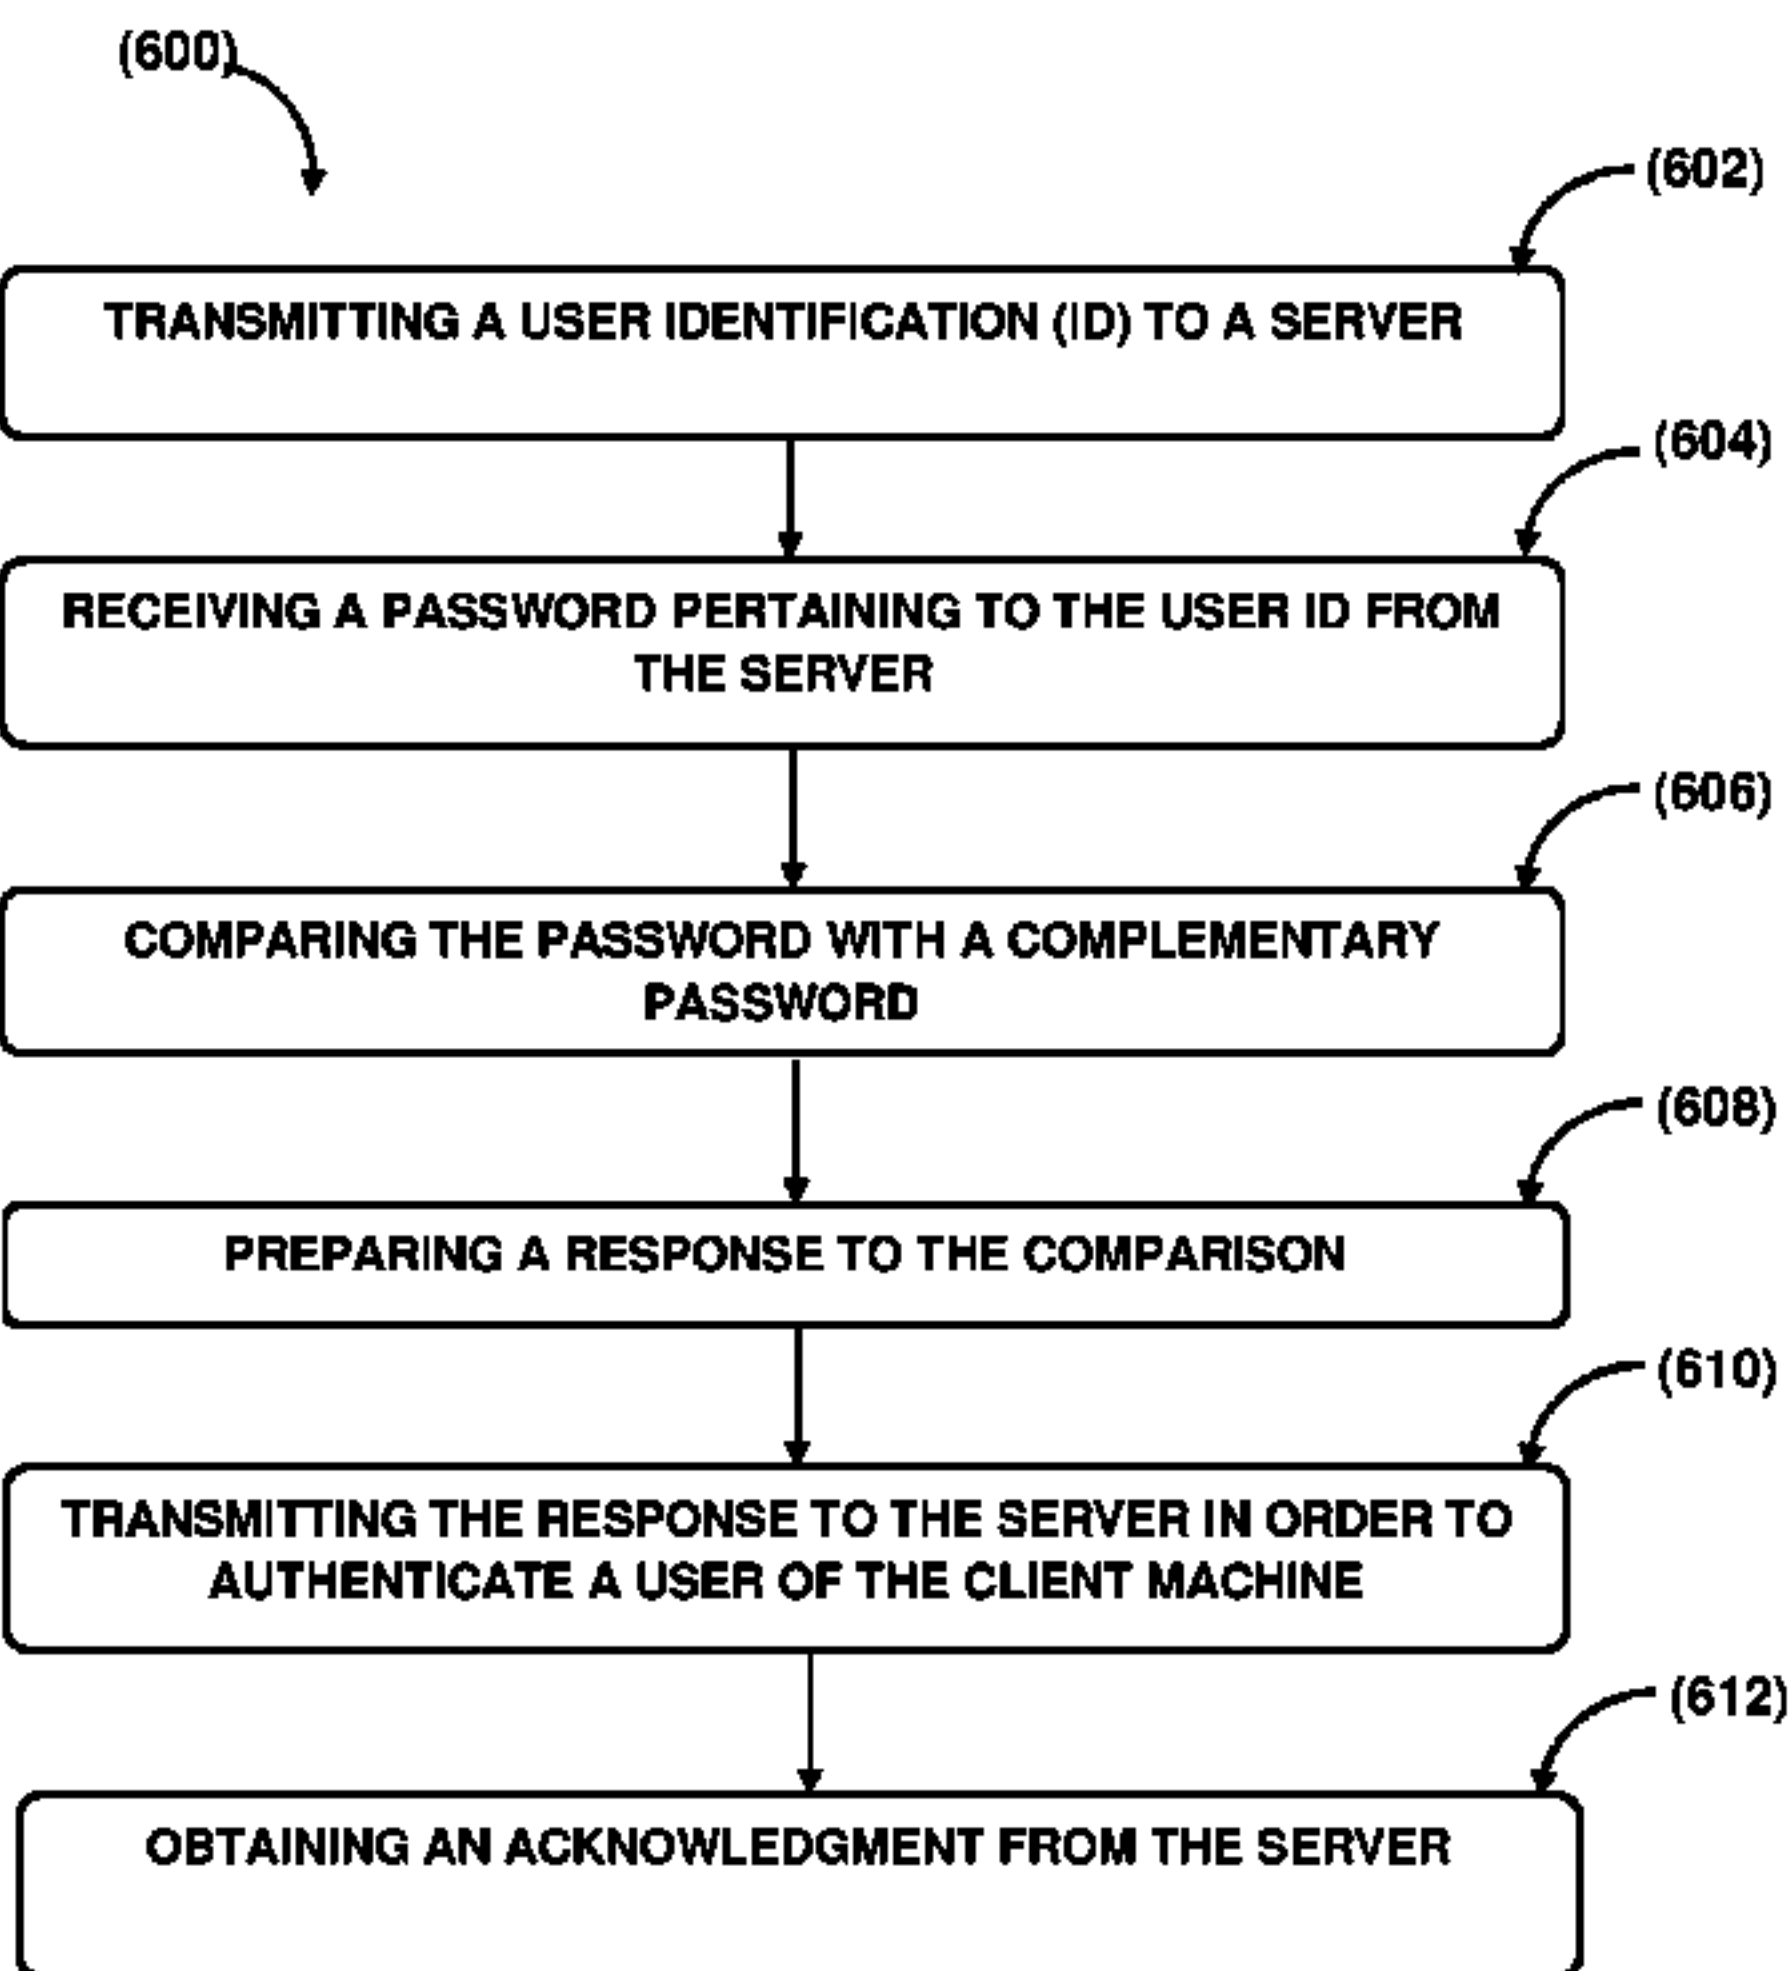 (600)
(602)
TRANSMITTING A USER IDENTIFICATION (ID) TO A SERVER
(604)
RECEIVING A PASSWORD PERTAINING TO THE USER ID FROM
THE SERVER
(606)
COMPARING THE PASSWORD WITH A COMPLEMENTARY
PASSWORD
(608)
PREPARING A RESPONSE TO THE COMPARISON
(610)
TRANSMITTING THE RESPONSE TO THE SERVER IN ORDER TO
AUTHENTICATE A USER OF THE CLIENT MACHINE
(612)
OBTAINING AN ACKNOWLEDGMENT FROM THE SERVER